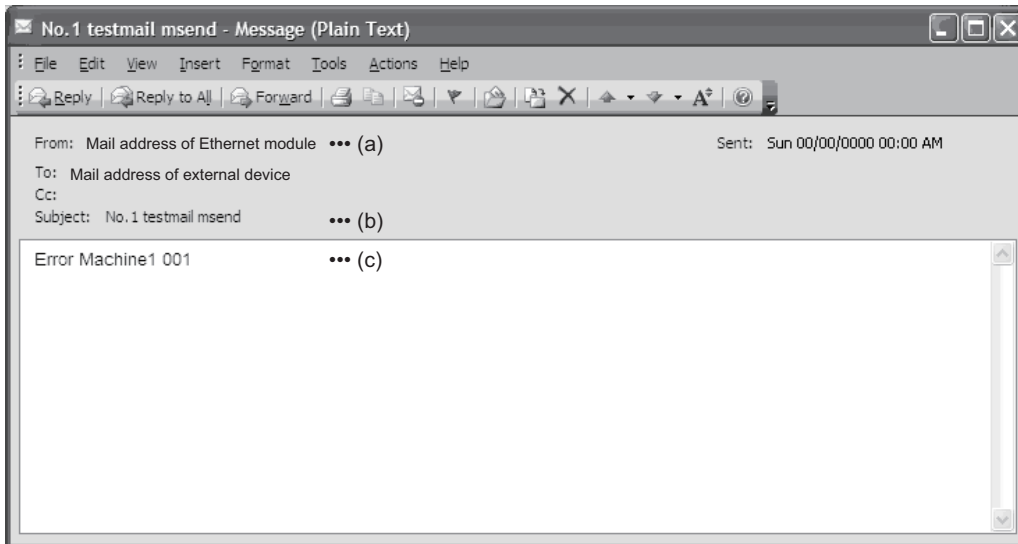 No.1 testmail msend - Message (Plain Text)
File Edit View Insert Format Tools Actions Help
Reply Reply to All Forward A
From: Mail address of Ethernet module ••• (a) Sent: Sun 00/00/0000 00:00 AM
To: Mail address of external device
Cc:
Subject: No.1 testmail msend ••• (b)
Error Machine1 001 ••• (c)